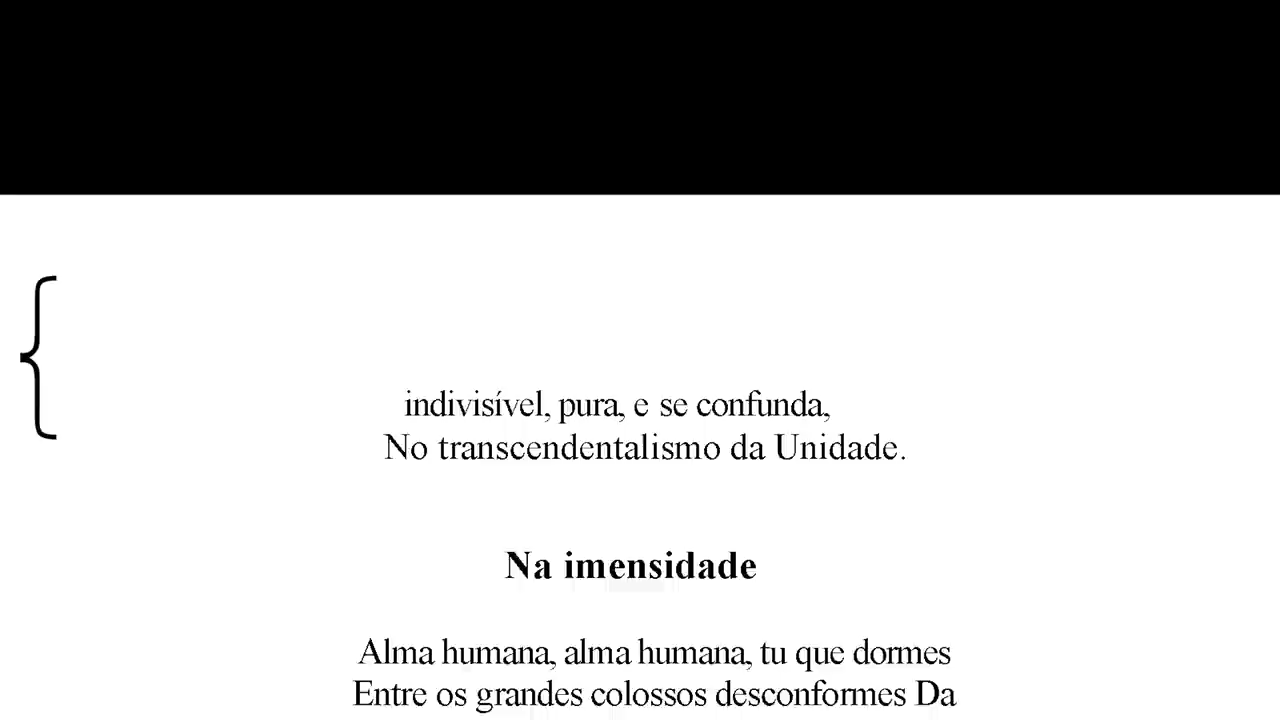 indivisível, pura, e se confunda,
No transcendentalismo da Unidade.
Na imensidade
Alma humana, alma humana, tu que dormes
Entre os grandes colossos desconformes Da